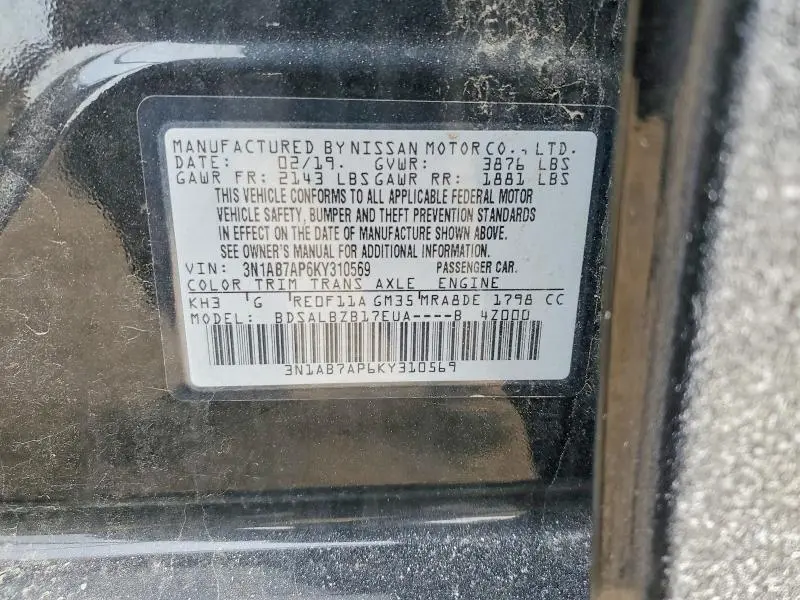 MANUFACTURED BY NISSAN MOTOR CO., LTD.
DATE: 02/19. GVWR: 3876 LBS
GAWR FR: 2143 LBS GAWR RR: 1881 LBS
THIS VEHICLE CONFORMS TO ALL APPLICABLE FEDERAL MOTOR
VEHICLE SAFETY, BUMPER AND THEFT PREVENTION STANDARDS
IN EFFECT ON THE DATE OF MANUFACTURE SHOWN ABOVE.
SEE OWNER'S MANUAL FOR ADDITIONAL INFORMATION.
VIN: 3N1AB7AP6KY310569 PASSENGER CAR.
COLOR TRIM TRANS AXLE ENGINE
KH3 G RE0F11A GM35 MRA8DE 1798 CC
MODEL: BDSALBZB17EUA----B 4Z000
3N1AB7AP6KY310569